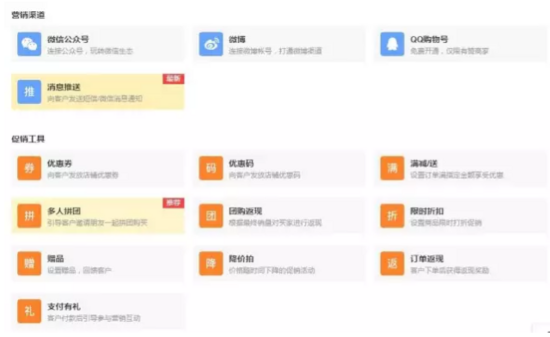 营销渠道
微信公众号
连接公众号，玩转微信生态
微博
连接微博帐号，打通微博渠道
QQ购物号
免费开通，仅限有赞商家
推
消息推送
向客户发送短信/微信消息通知
最新
促销工具
券
优惠券
向客户发放店铺优惠券
码
优惠码
向客户发放店铺优惠码
满
满减/送
设置订单满指定金额享受优惠
拼
多人拼团
引导客户邀请朋友一起拼团购买
推荐
团
团购返现
根据最终销量对买家进行返现
折
限时折扣
设置商品限时打折促销
赠
赠品
设置赠品，回馈客户
降
降价拍
价格随时间下降的促销活动
返
订单返现
客户下单后获得返现奖励
礼
支付有礼
客户付款后引导参与营销互动